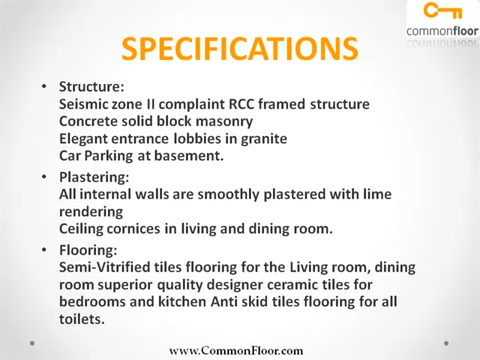 commonfloor
SPECIFICATIONS
• Structure:
Seismic zone II complaint RCC framed structure
Concrete solid block masonry
Elegant entrance lobbies in granite
Car Parking at basement.
• Plastering:
All internal walls are smoothly plastered with lime
rendering
Ceiling cornices in living and dining room.
• Flooring:
Semi-Vitrified tiles flooring for the Living room, dining
room superior quality designer ceramic tiles for
bedrooms and kitchen Anti skid tiles flooring for all
toilets.
www.CommonFloor.com